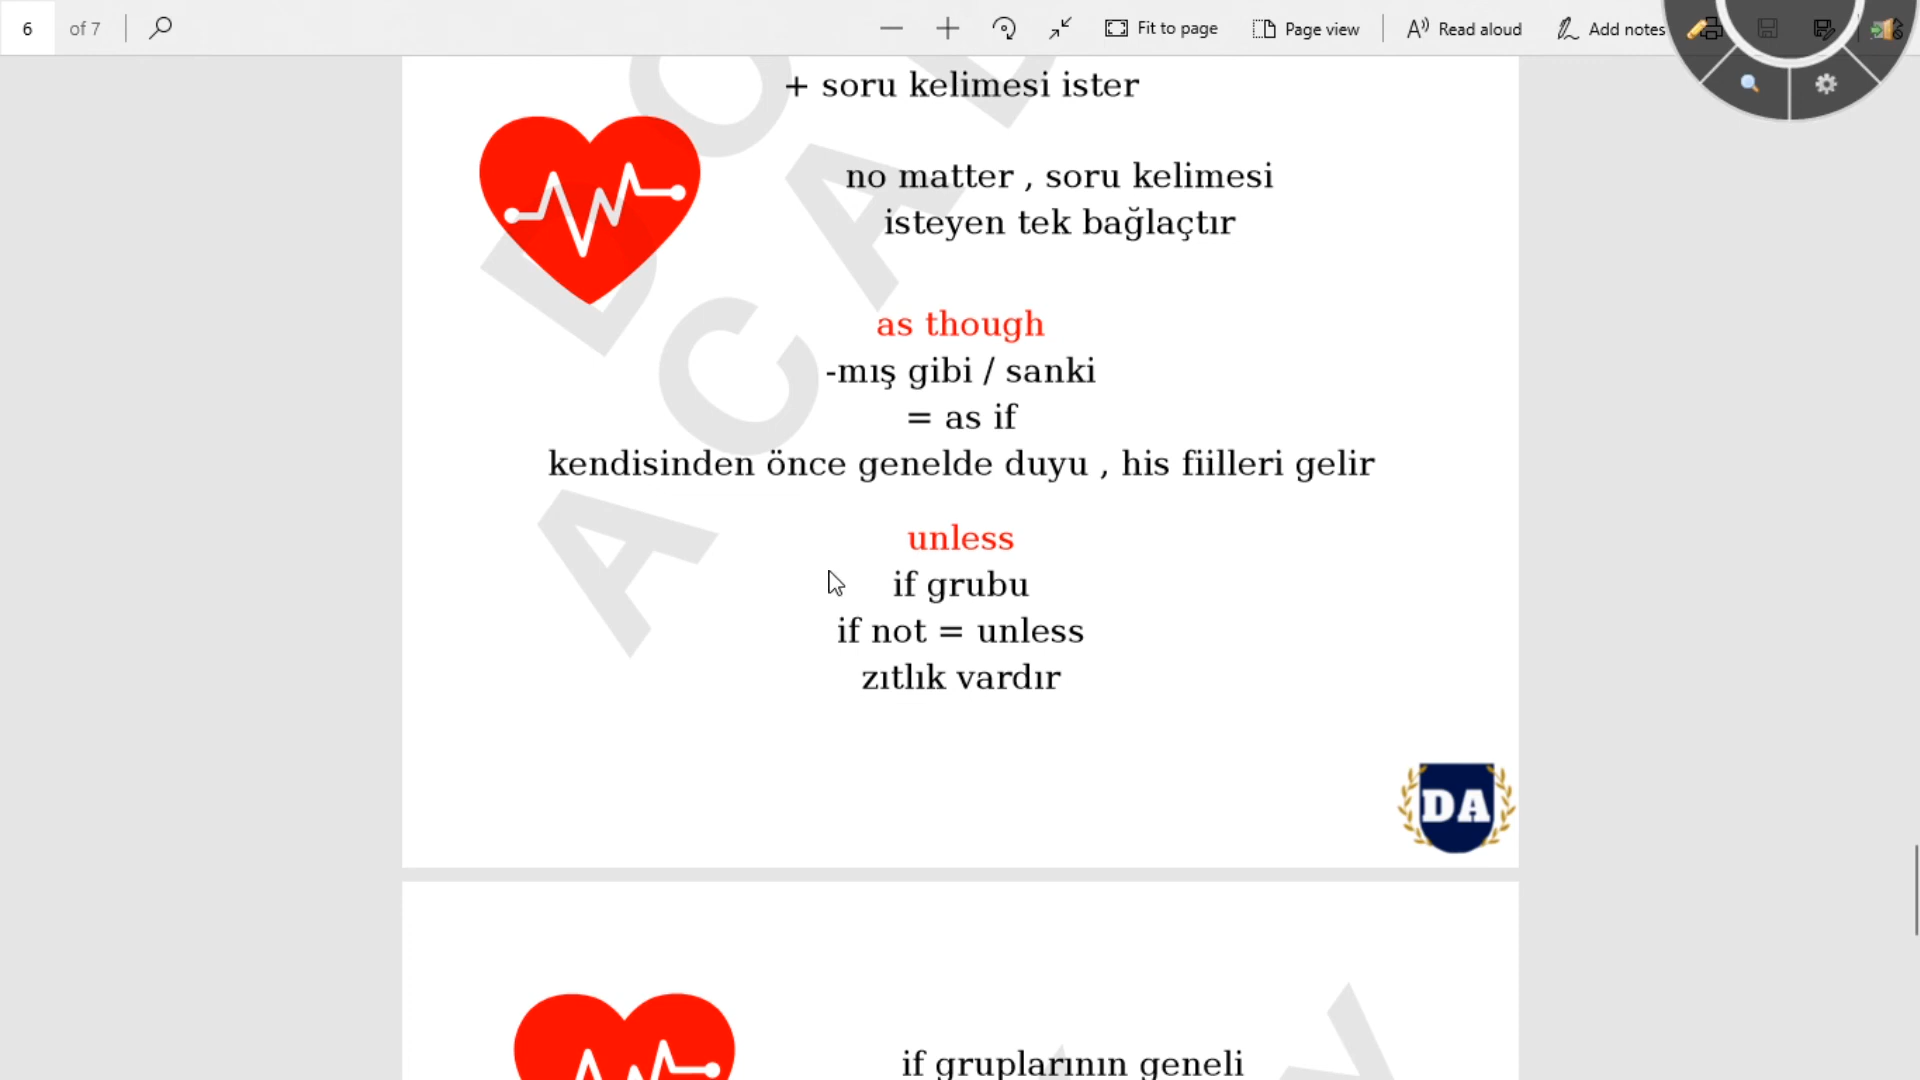 6 of 7 Fit to page Page view Read aloud Add notes
+ soru kelimesi ister
no matter , soru kelimesi
isteyen tek bağlaçtır
as though
-mış gibi / sanki
= as if
kendisinden önce genelde duyu , his fiilleri gelir
unless
if grubu
if not = unless
zıtlık vardır
DA
if gruplarının geneli